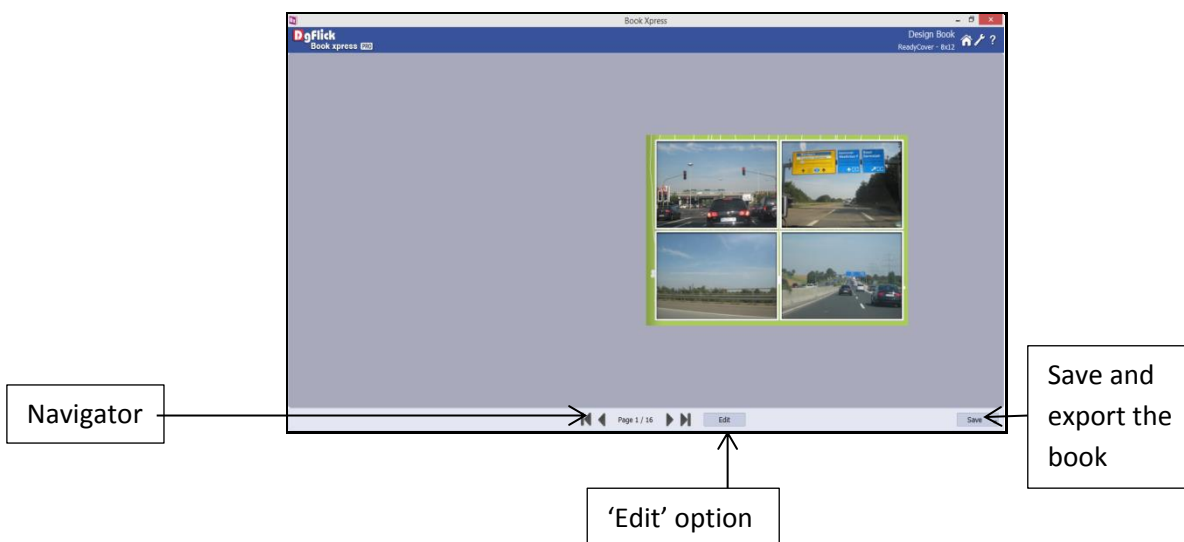 Book Xpress
DgFlick
Book xpress PRO
Design Book
ReadyCover - 8x12
?
Navigator
Page 1 / 16
Edit
Save
Save and
export the
book
‘Edit’ option